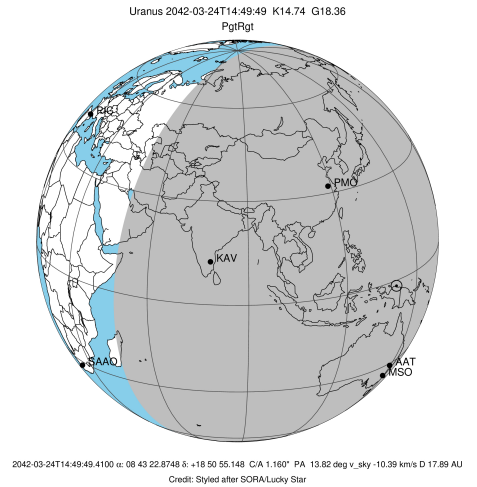 Uranus 2042-03-24T14:49:49 K14.74 G18.36
PgtRgt
PMO
KAV
SAAO
AAT
MSO
2042-03-24T14:49:49.4100 α: 08 43 22.8748 δ: +18 50 55.148 C/A 1.160" PA 13.82 deg v_sky -10.39 km/s D 17.89 AU
Credit: Styled after SORA/Lucky Star